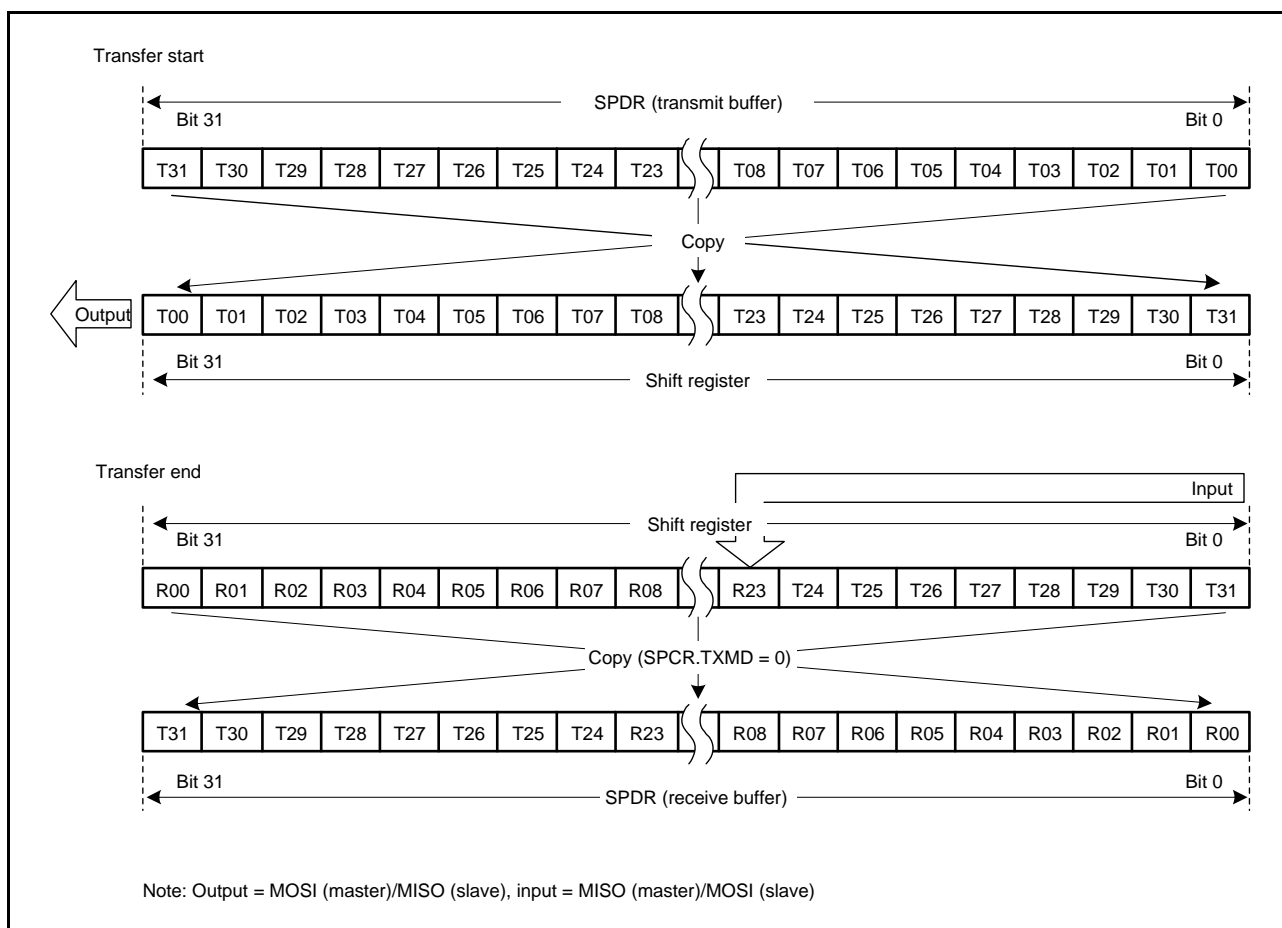 Transfer start
SPDR (transmit buffer)
Bit 31 Bit 0
T31 T30 T29 T28 T27 T26 T25 T24 T23 T08 T07 T06 T05 T04 T03 T02 T01 T00
Copy
Output T00 T01 T02 T03 T04 T05 T06 T07 T08 T23 T24 T25 T26 T27 T28 T29 T30 T31
Bit 31 Bit 0
Shift register
Transfer end
Input
Shift register
Bit 31 Bit 0
R00 R01 R02 R03 R04 R05 R06 R07 R08 R23 T24 T25 T26 T27 T28 T29 T30 T31
Copy (SPCR.TXMD = 0)
T31 T30 T29 T28 T27 T26 T25 T24 R23 R08 R07 R06 R05 R04 R03 R02 R01 R00
Bit 31 Bit 0
SPDR (receive buffer)
Note: Output = MOSI (master)/MISO (slave), input = MISO (master)/MOSI (slave)